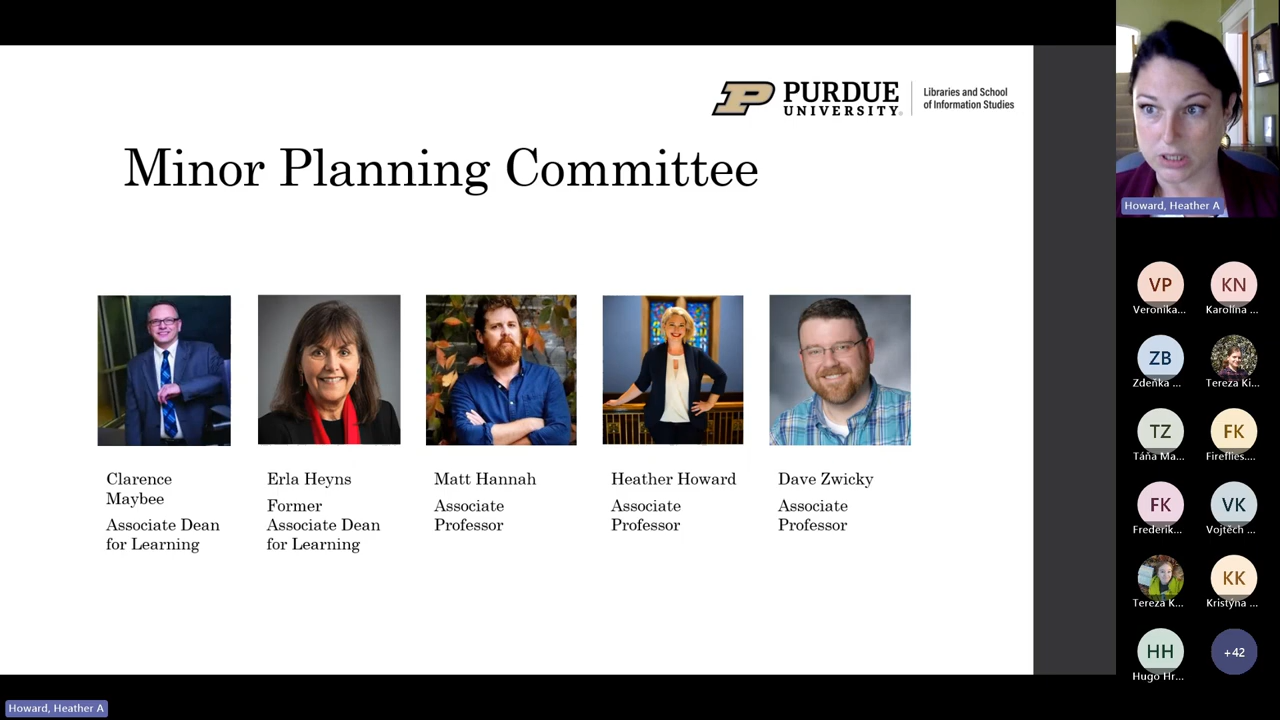 PURDUE
UNIVERSITY
Libraries and School
of Information Studies
Minor Planning Committee
Clarence
Maybee
Associate Dean
for Learning
Erla Heyns
Former
Associate Dean
for Learning
Matt Hannah
Associate
Professor
Heather Howard
Associate
Professor
Dave Zwicky
Associate
Professor
Howard, Heather A
VP
Veronika...
KN
Karolína ...
ZB
Zdeňka ...
Tereza Ki...
TZ
Táňa Ma...
FK
Fireflies....
FK
Frederik...
VK
Vojtěch ...
Tereza K...
KK
Kristýna ...
HH
Hugo Hr...
+42
Howard, Heather A